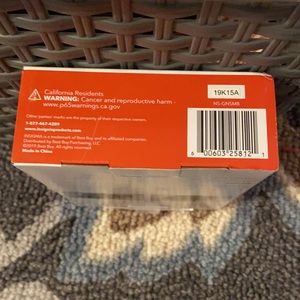 California Residents
WARNING: Cancer and reproductive harm -
www.p65warnings.ca.gov
Other parties' marks are the property of their respective owners.
1-877-467-4289
www.insigniaproducts.com
INSIGNIA is a trademark of Best Buy and its affiliated companies.
Distributed by Best Buy Purchasing, LLC
©2019 Best Buy. All rights reserved.
Made in China
19K15A
NS-GNSMB
6 00603 25832 1